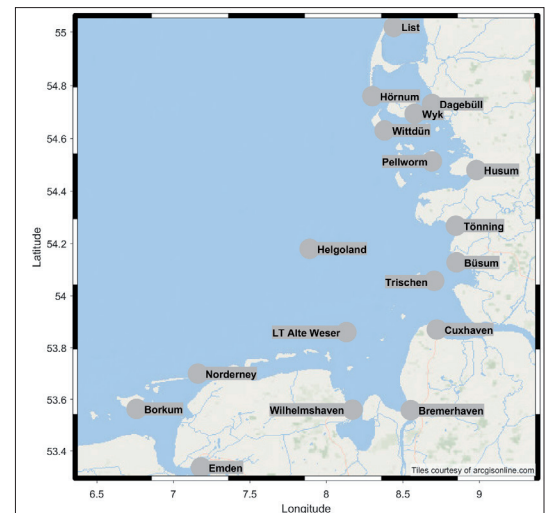 55
List
54.8
Hörnum
Dagebüll
Wyk
54.6
Wittdün
Pellworm
Husum
54.4
Tönning
54.2
Helgoland
Büsum
Trischen
54
Latitude
LT Alte Weser
Cuxhaven
53.8
Norderney
53.6
Borkum
Wilhelmshaven
Bremerhaven
53.4
Emden
Tiles courtesy of arcgisonline.com
6.5 7 7.5 8 8.5 9
Longitude